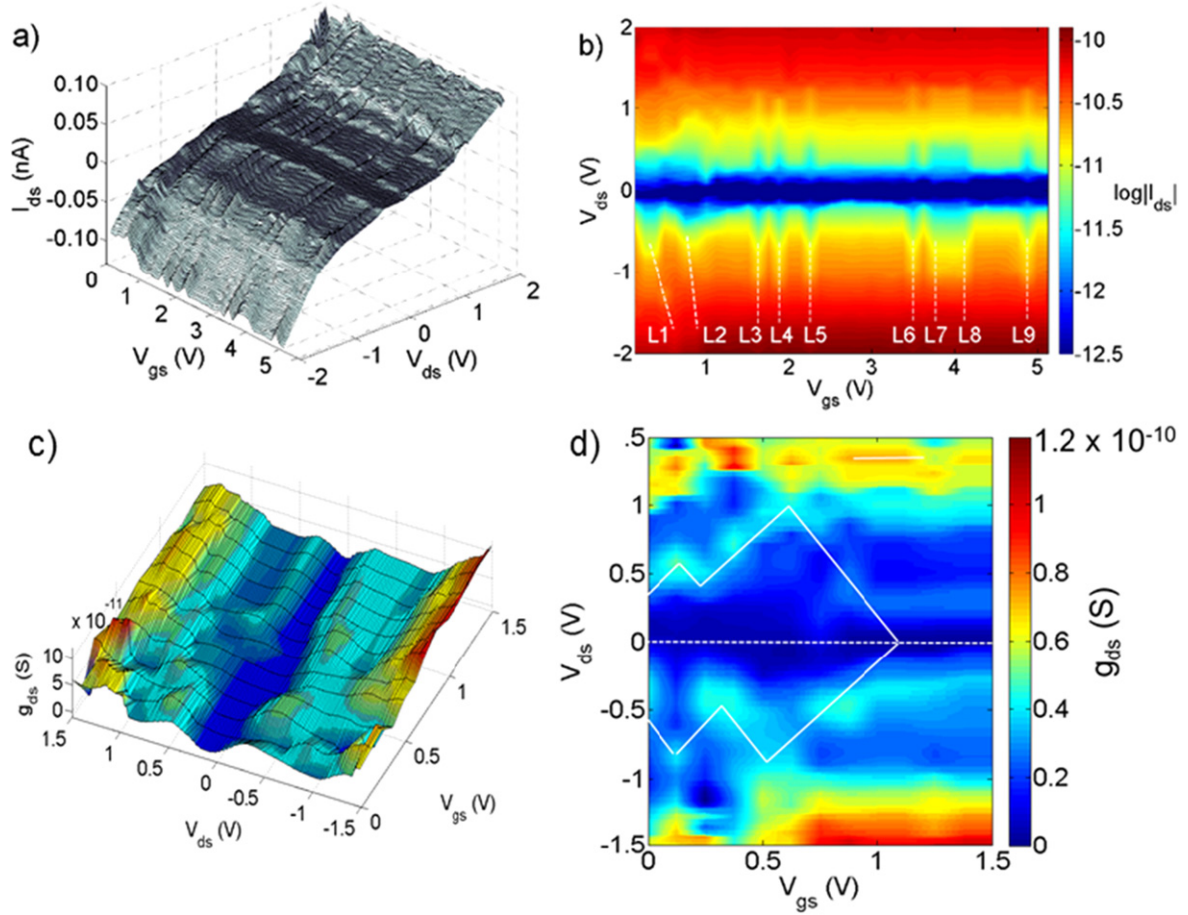 a)
0.10
0.05
0
-0.05
-0.10
I_ds (nA)
0
1
2
3
4
5
V_gs (V)
-2
-1
0
1
2
V_ds (V)
b)
2
1
0
-1
-2
V_ds (V)
L1
L2
L3
L4
L5
L6
L7
L8
L9
1
2
3
4
5
V_gs (V)
-10
-10.5
-11
-11.5
-12
-12.5
log|I_ds|
c)
x 10^-11
10
5
0
g_ds (S)
1.5
1
0.5
0
-0.5
-1
-1.5
V_ds (V)
0
0.5
1
1.5
V_gs (V)
d)
.5
1
0.5
0
-0.5
-1
-1.5
V_ds (V)
0
0.5
1
1.5
V_gs (V)
1.2 x 10^-10
1
0.8
0.6
0.4
0.2
0
g_ds (S)